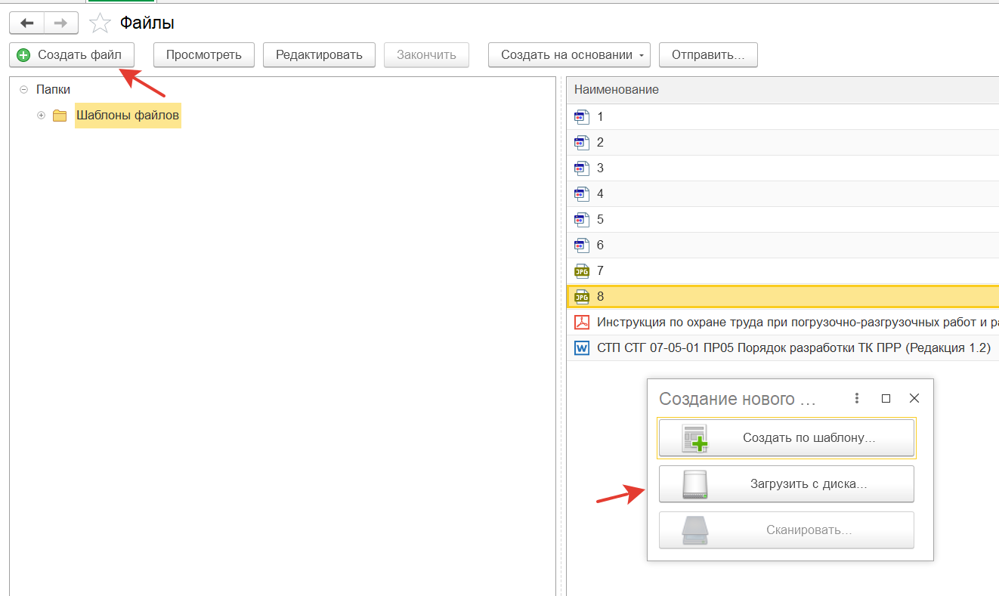 Файлы
Создать файл
Просмотреть
Редактировать
Закончить
Создать на основании
Отправить...
Папки
Шаблоны файлов
Наименование
1
2
3
4
5
6
JPG 7
JPG 8
Инструкция по охране труда при погрузочно-разгрузочных работ и
W СТП СТГ 07-05-01 ПР05 Порядок разработки ТК ПРР (Редакция 1.2)
Создание нового ...
Создать по шаблону...
Загрузить с диска...
Сканировать...